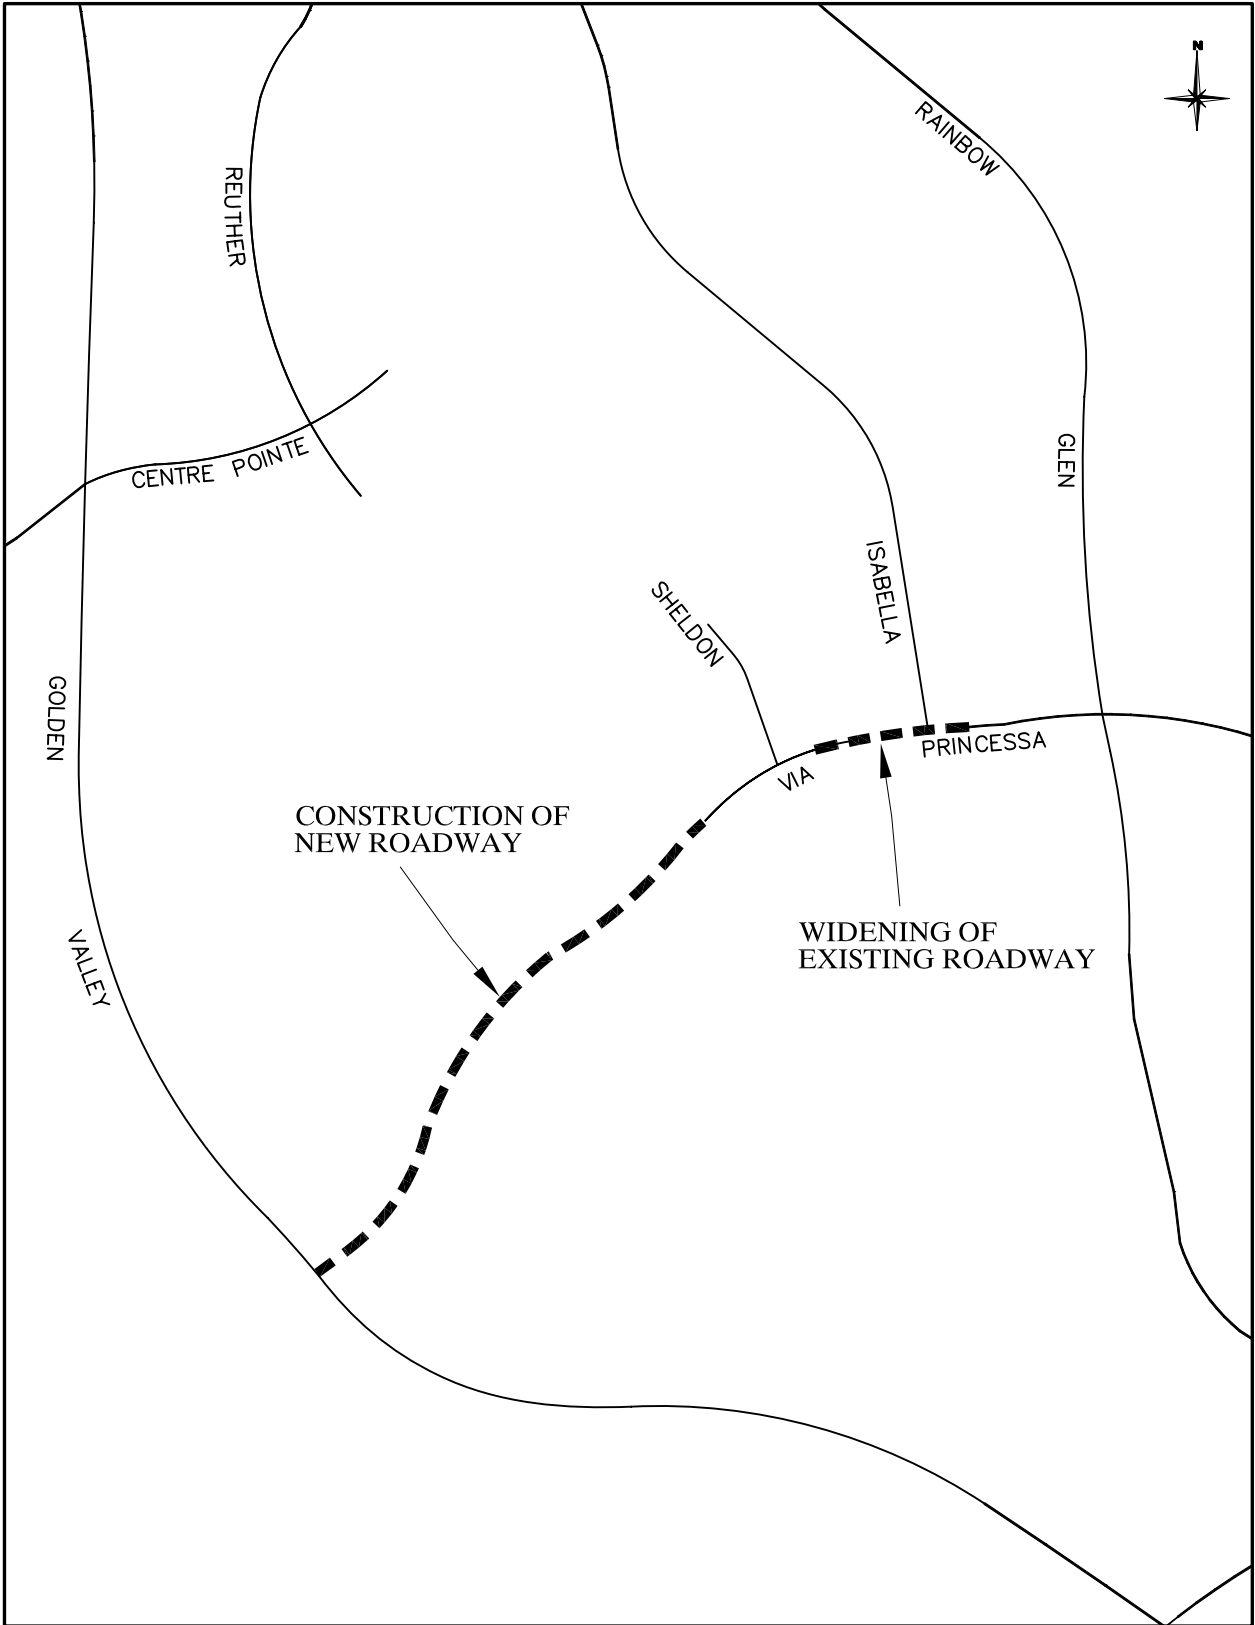 N
RAINBOW
REUTHER
GLEN
CENTRE POINTE
ISABELLA
SHELDON
GOLDEN
PRINCESSA
VIA
CONSTRUCTION OF
NEW ROADWAY
WIDENING OF
EXISTING ROADWAY
VALLEY